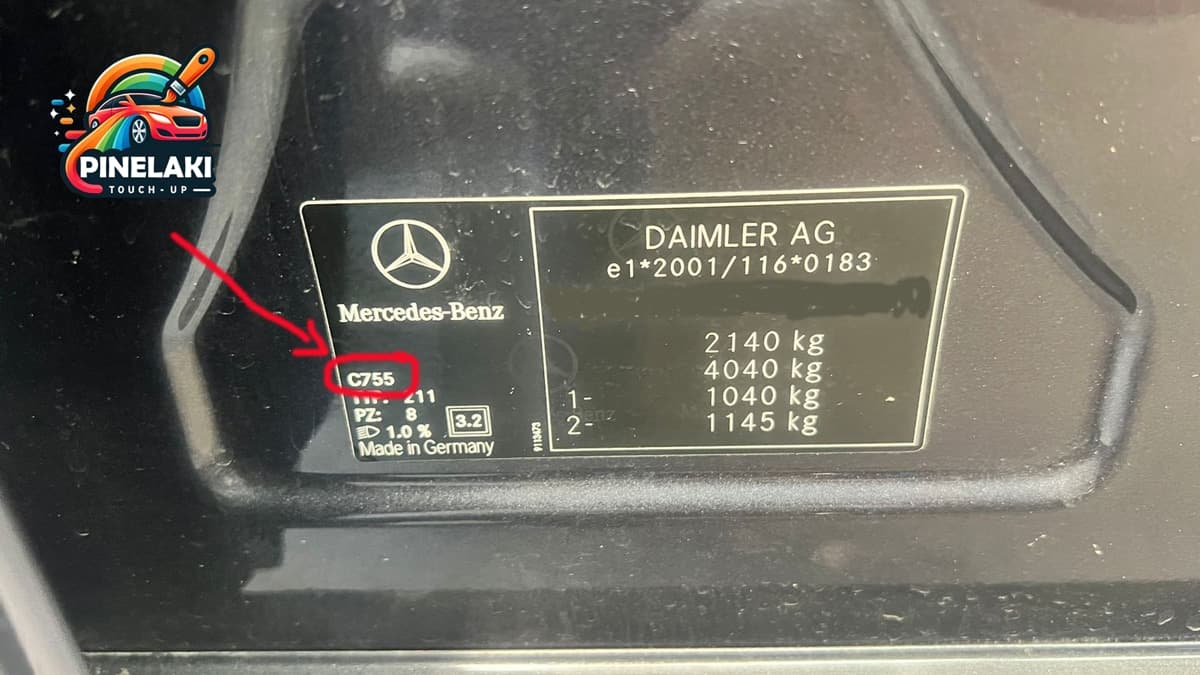 PINELAKI
TOUCH-UP
Mercedes-Benz
C755
211
PZ: 8
1.0 % 3.2
Made in Germany
DAIMLER AG
e1*2001/116*0183
2140 kg
4040 kg
1- 1040 kg
2- 1145 kg